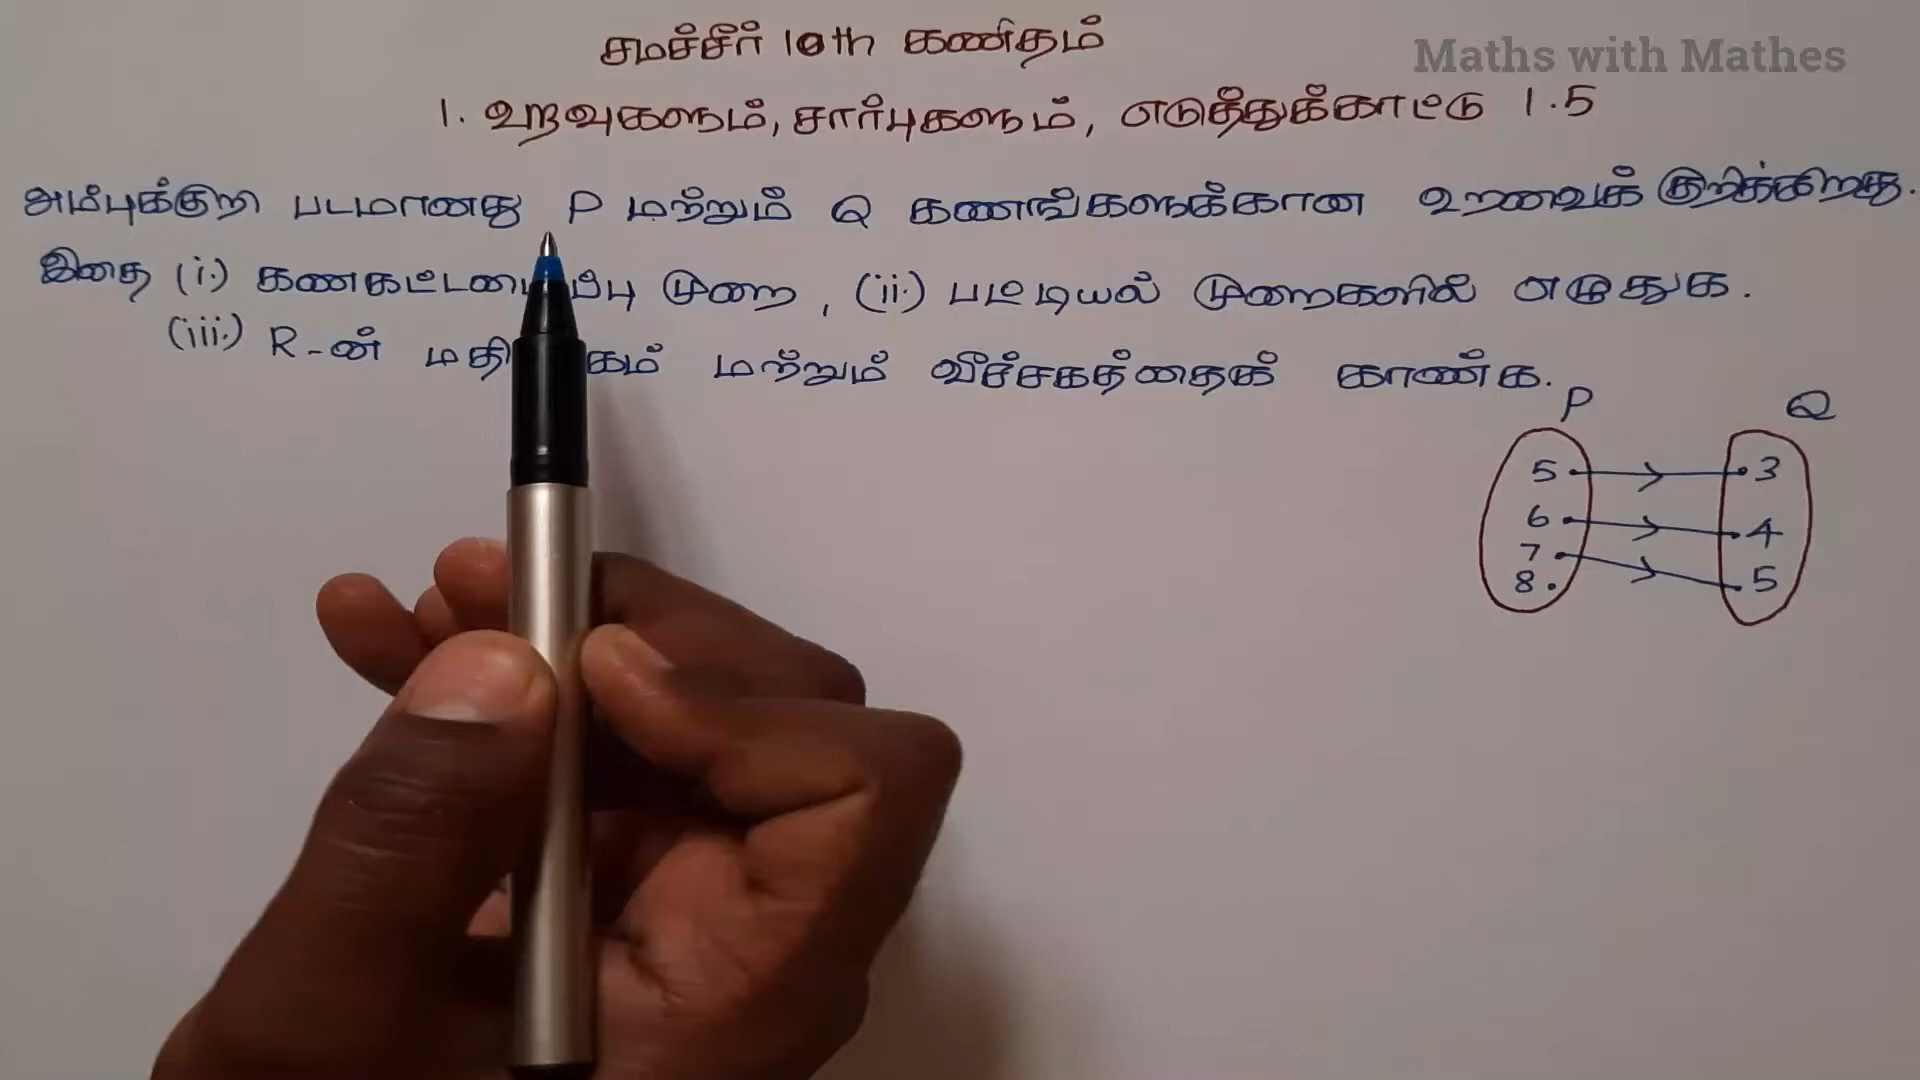 சமச்சீர் 10th கணிதம்
Maths with Mathes
1. உறவுகளும், சார்புகளும், எடுத்துக்காட்டு 1.5
அம்புக்குறி படமானது P மற்றும் Q கணங்களுக்கான உறவைக் குறிக்கிறது.
இதை (i.) கணகட்டமைப்பு முறை, (ii.) பட்டியல் முறைகளில் எழுதுக.
(iii.) R-ன் மதிப்பகம் மற்றும் வீச்சகத்தைக் காண்க.
P Q
5 3
6 4
7 5
8